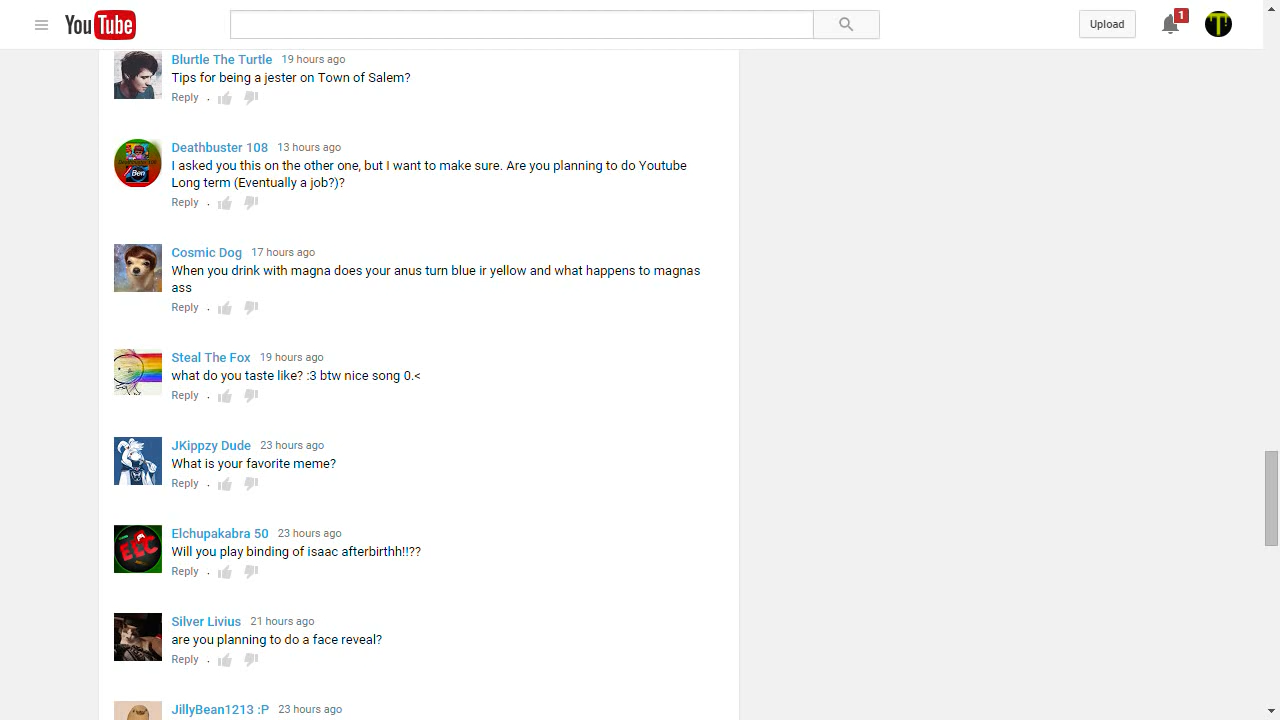 YouTube
Upload
1
T
Blurtle The Turtle 19 hours ago
Tips for being a jester on Town of Salem?
Reply .
Deathbuster 108 13 hours ago
I asked you this on the other one, but I want to make sure. Are you planning to do Youtube
Long term (Eventually a job?)?
Ben
Reply .
Cosmic Dog 17 hours ago
When you drink with magna does your anus turn blue ir yellow and what happens to magnas
ass
Reply .
Steal The Fox 19 hours ago
what do you taste like? :3 btw nice song 0.<
Reply .
JKippzy Dude 23 hours ago
What is your favorite meme?
Reply .
Elchupakabra 50 23 hours ago
ELC
Will you play binding of isaac afterbirthh!!??
Reply .
Silver Livius 21 hours ago
are you planning to do a face reveal?
Reply .
JillyBean1213 :P 23 hours ago